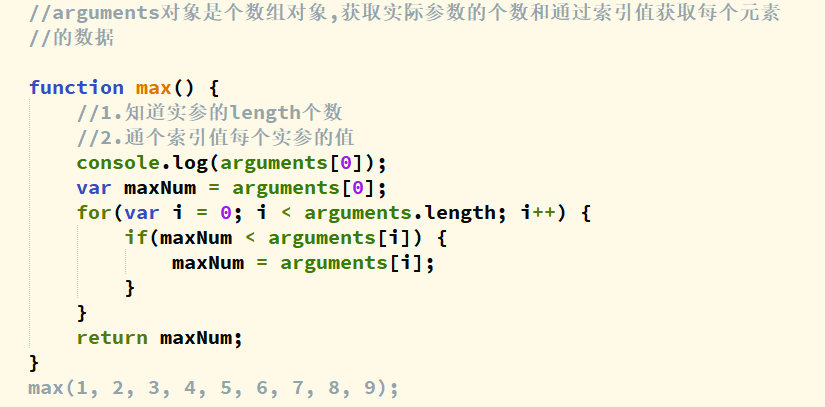 //arguments对象是个数组对象,获取实际参数的个数和通过索引值获取每个元素
//的数据
function max() {
//1.知道实参的length个数
//2.通个索引值每个实参的值
console.log(arguments[0]);
var maxNum = arguments[0];
for(var i = 0; i < arguments.length; i++) {
if(maxNum < arguments[i]) {
maxNum = arguments[i];
}
}
return maxNum;
}
max(1, 2, 3, 4, 5, 6, 7, 8, 9);